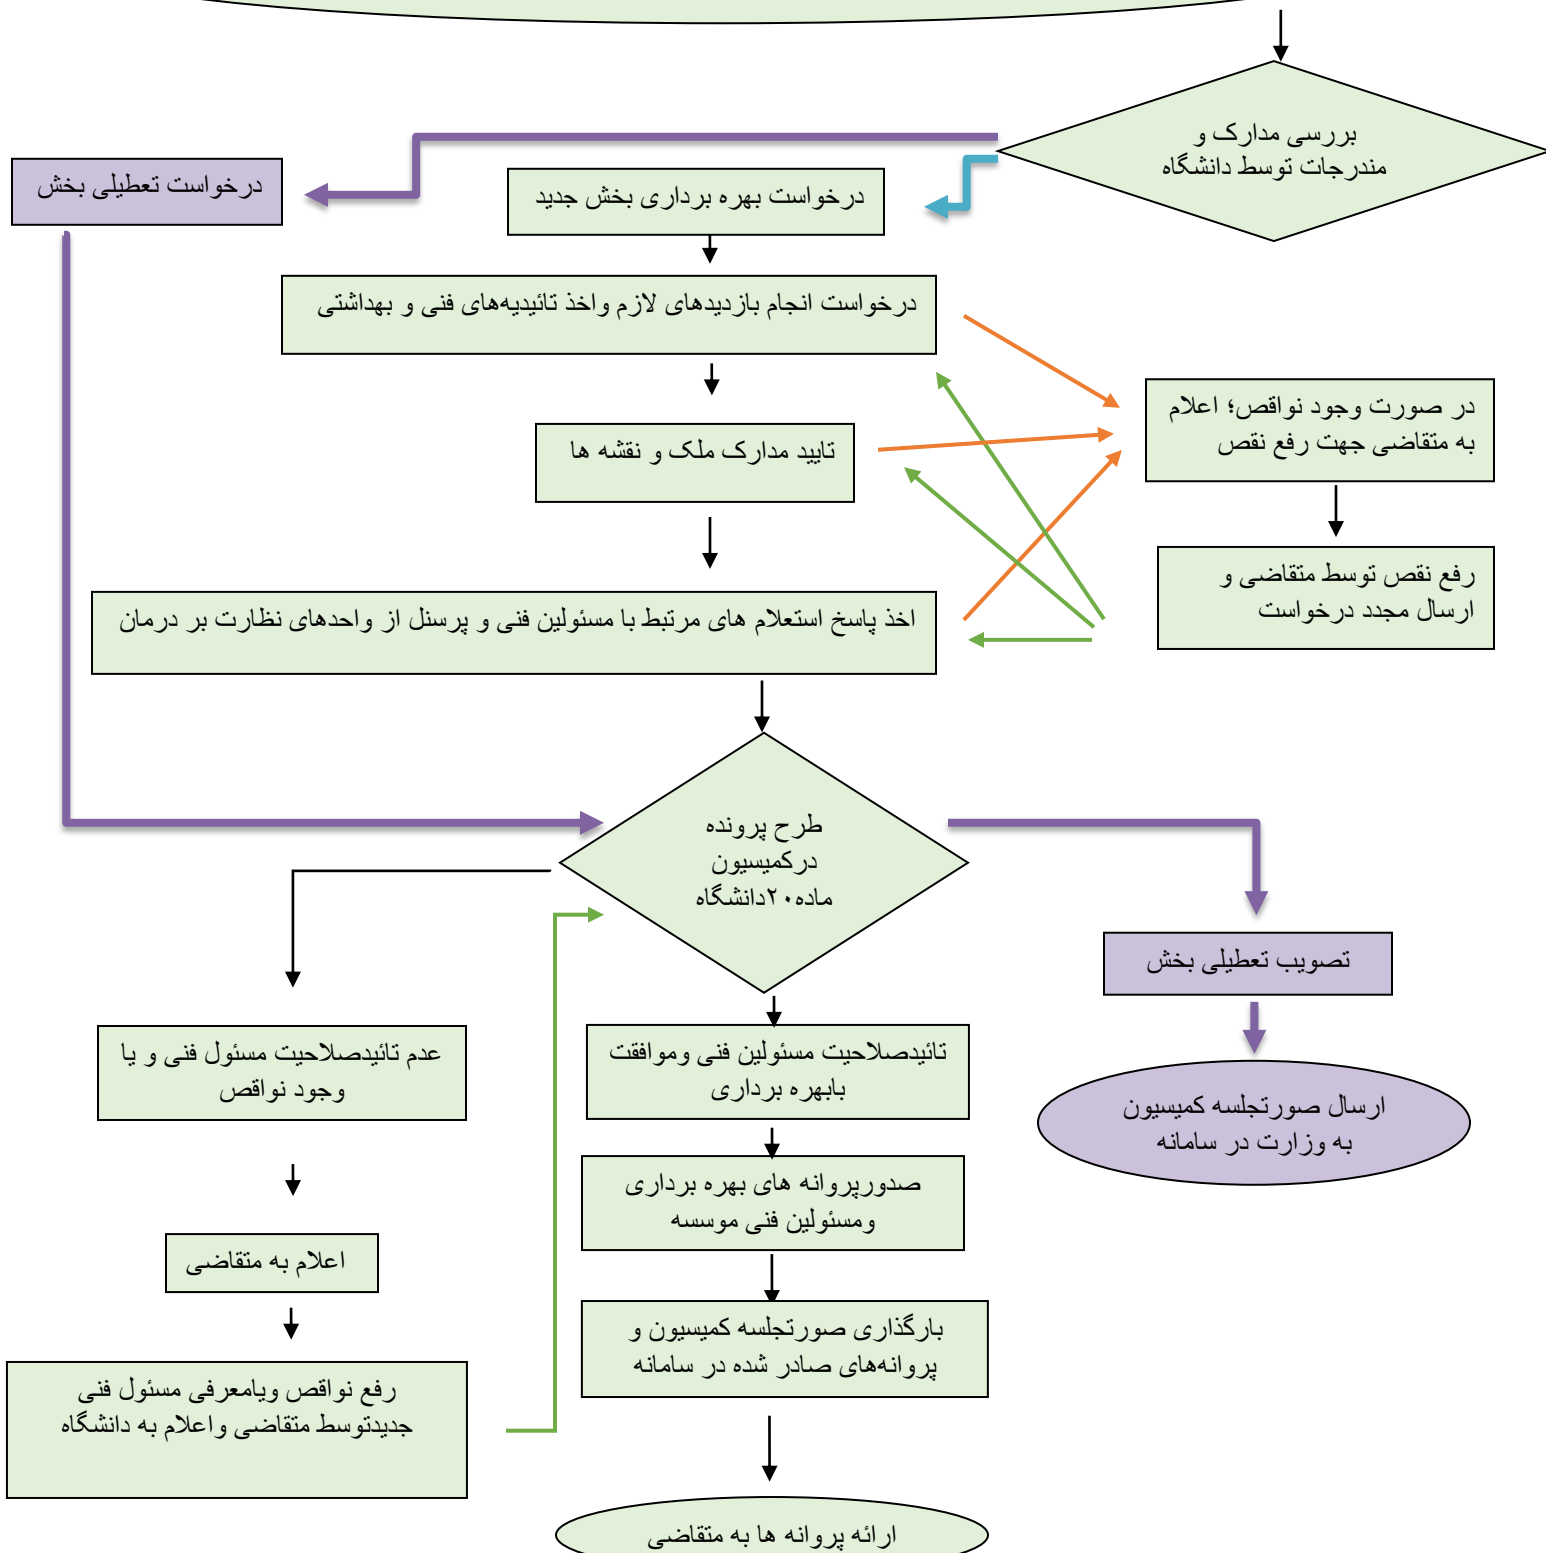 بررسی مدارک و
مندرجات توسط دانشگاه
درخواست تعطیلی بخش
درخواست بهره برداری بخش جدید
درخواست انجام بازدیدهای لازم واخذ تائیدیه‌های فنی و بهداشتی
در صورت وجود نواقص؛ اعلام
به متقاضی جهت رفع نقص
تایید مدارک ملک و نقشه ها
رفع نقص توسط متقاضی و
ارسال مجدد درخواست
اخذ پاسخ استعلام های مرتبط با مسئولین فنی و پرسنل از واحدهای نظارت بر درمان
طرح پرونده
درکمیسیون
ماده۲۰دانشگاه
تصویب تعطیلی بخش
ارسال صورتجلسه کمیسیون
به وزارت در سامانه
تائیدصلاحیت مسئولین فنی وموافقت
بابهره برداری
عدم تائیدصلاحیت مسئول فنی و یا
وجود نواقص
صدورپروانه های بهره برداری
ومسئولین فنی موسسه
اعلام به متقاضی
بارگذاری صورتجلسه کمیسیون و
پروانه‌های صادر شده در سامانه
رفع نواقص ویامعرفی مسئول فنی
جدیدتوسط متقاضی واعلام به دانشگاه
ارائه پروانه ها به متقاضی